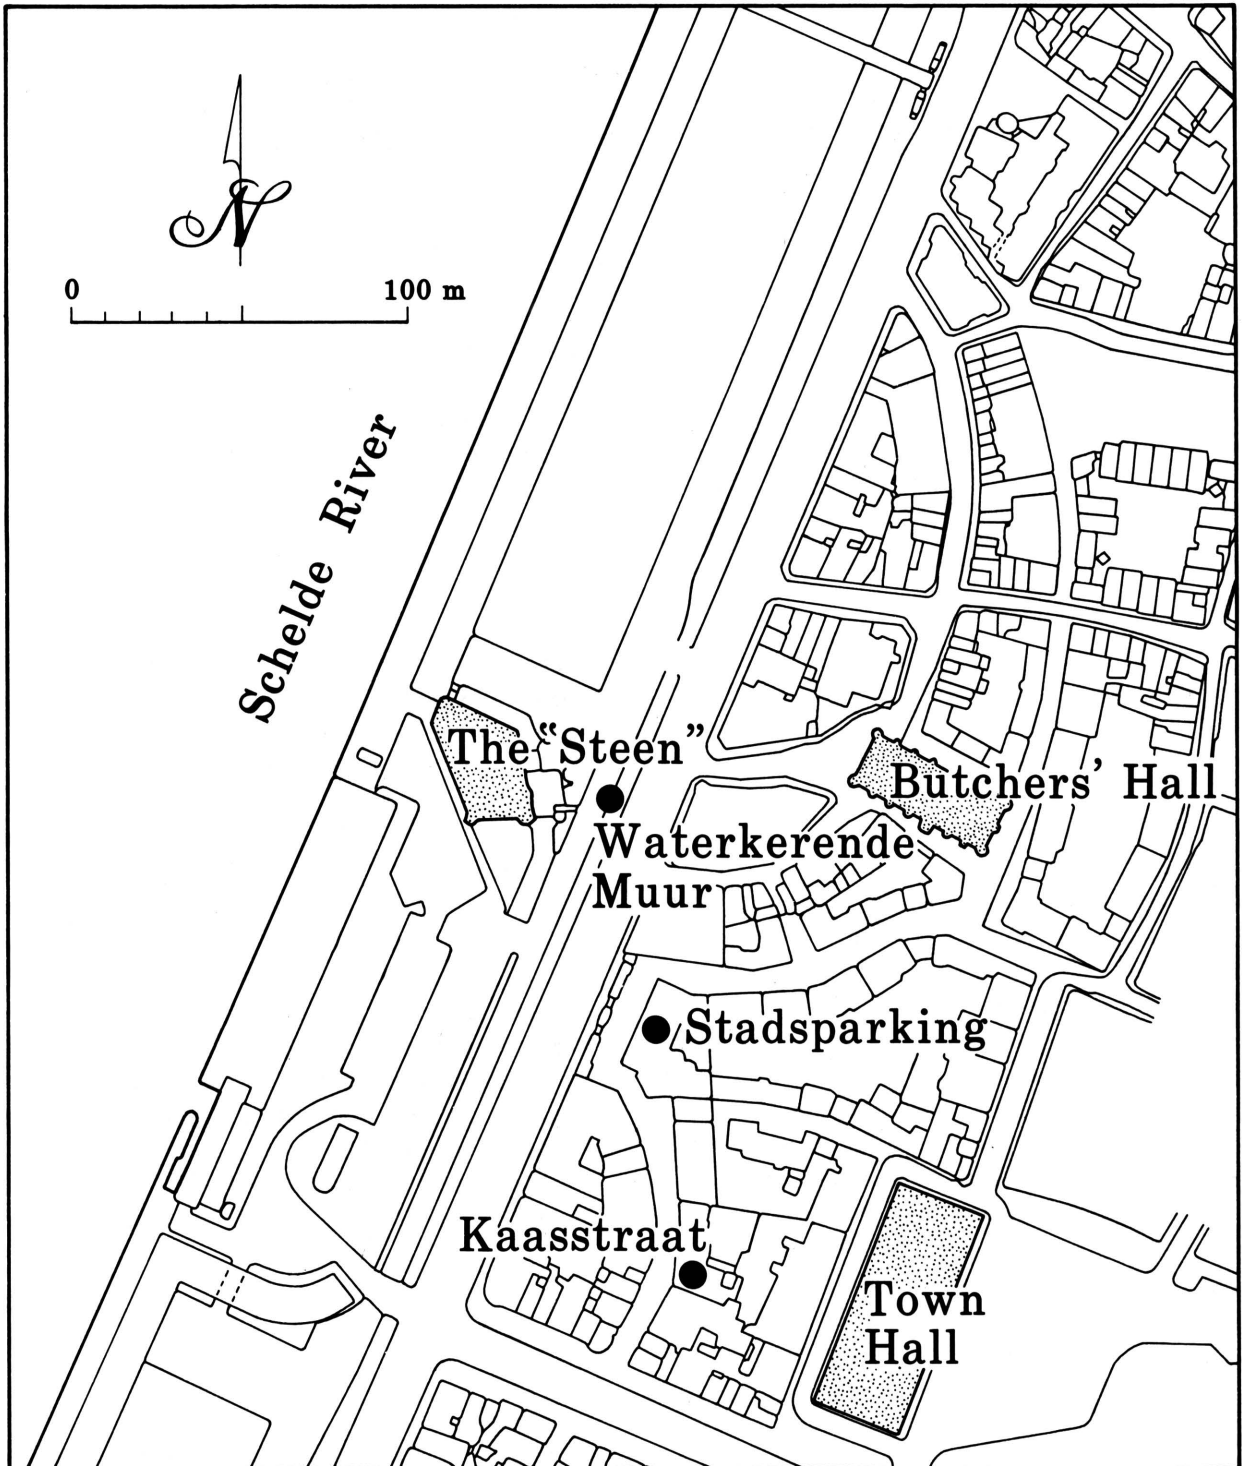 N
0 100 m
Schelde River
The "Steen"
Butchers' Hall
Waterkerende
Muur
Stadsparking
Kaasstraat
Town
Hall